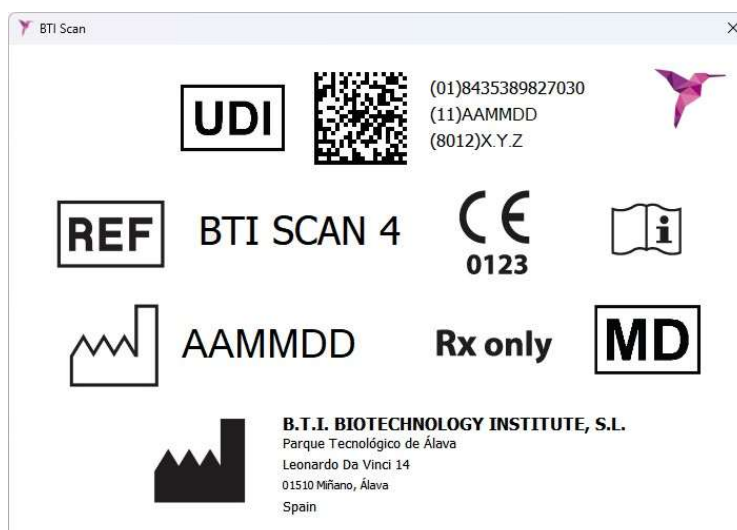 BTI Scan
UDI
(01)8435389827030
(11)AAMMDD
(8012)X.Y.Z
REF
BTI SCAN 4
CE
0123
i
AAMMDD
Rx only
MD
B.T.I. BIOTECHNOLOGY INSTITUTE, S.L.
Parque Tecnológico de Álava
Leonardo Da Vinci 14
01510 Miñano, Álava
Spain